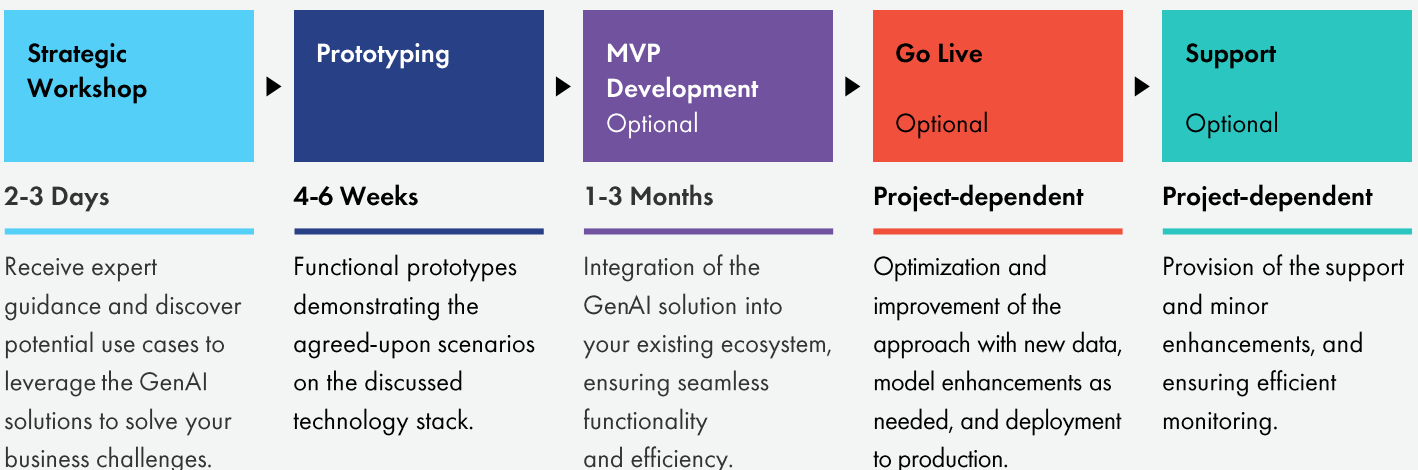 Strategic
Workshop
2-3 Days
Receive expert
guidance and discover
potential use cases to
leverage the GenAI
solutions to solve your
business challenges.
Prototyping
4-6 Weeks
Functional prototypes
demonstrating the
agreed-upon scenarios
on the discussed
technology stack.
MVP
Development
Optional
1-3 Months
Integration of the
GenAI solution into
your existing ecosystem,
ensuring seamless
functionality
and efficiency.
Go Live
Optional
Project-dependent
Optimization and
improvement of the
approach with new data,
model enhancements as
needed, and deployment
to production.
Support
Optional
Project-dependent
Provision of the support
and minor
enhancements, and
ensuring efficient
monitoring.